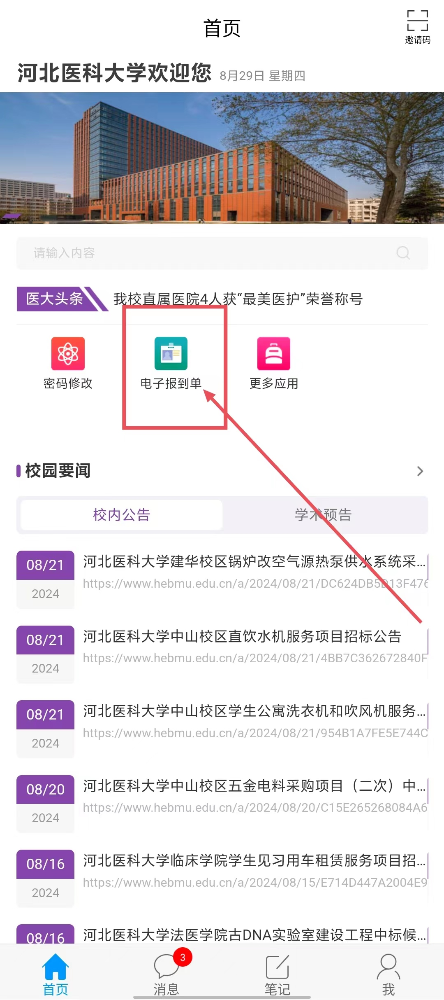 首页
邀请码
河北医科大学欢迎您 8月29日 星期四
请输入内容
医大头条 我校直属医院4人获“最美医护”荣誉称号
密码修改 电子报到单 更多应用
校园要闻
校内公告 学术预告
08/21 河北医科大学建华校区锅炉改空气源热泵供水系统采...
2024 https://www.hebmu.edu.cn/a/2024/08/21/DC624DB5D13F476
08/21 河北医科大学中山校区直饮水机服务项目招标公告
2024 https://www.hebmu.edu.cn/a/2024/08/21/4BB7C362672840F
08/21 河北医科大学中山校区学生公寓洗衣机和吹风机服务...
2024 https://www.hebmu.edu.cn/a/2024/08/21/954B1A7FE5E744C
08/20 河北医科大学中山校区五金电料采购项目（二次）中...
2024 https://www.hebmu.edu.cn/a/2024/08/20/C15E265268084A6
08/16 河北医科大学临床学院学生见习用车租赁服务项目招...
2024 https://www.hebmu.edu.cn/a/2024/08/15/E714D447A2004E9
08/16 河北医科大学法医学院古DNA实验室建设工程中标候...
3
首页 消息 笔记 我